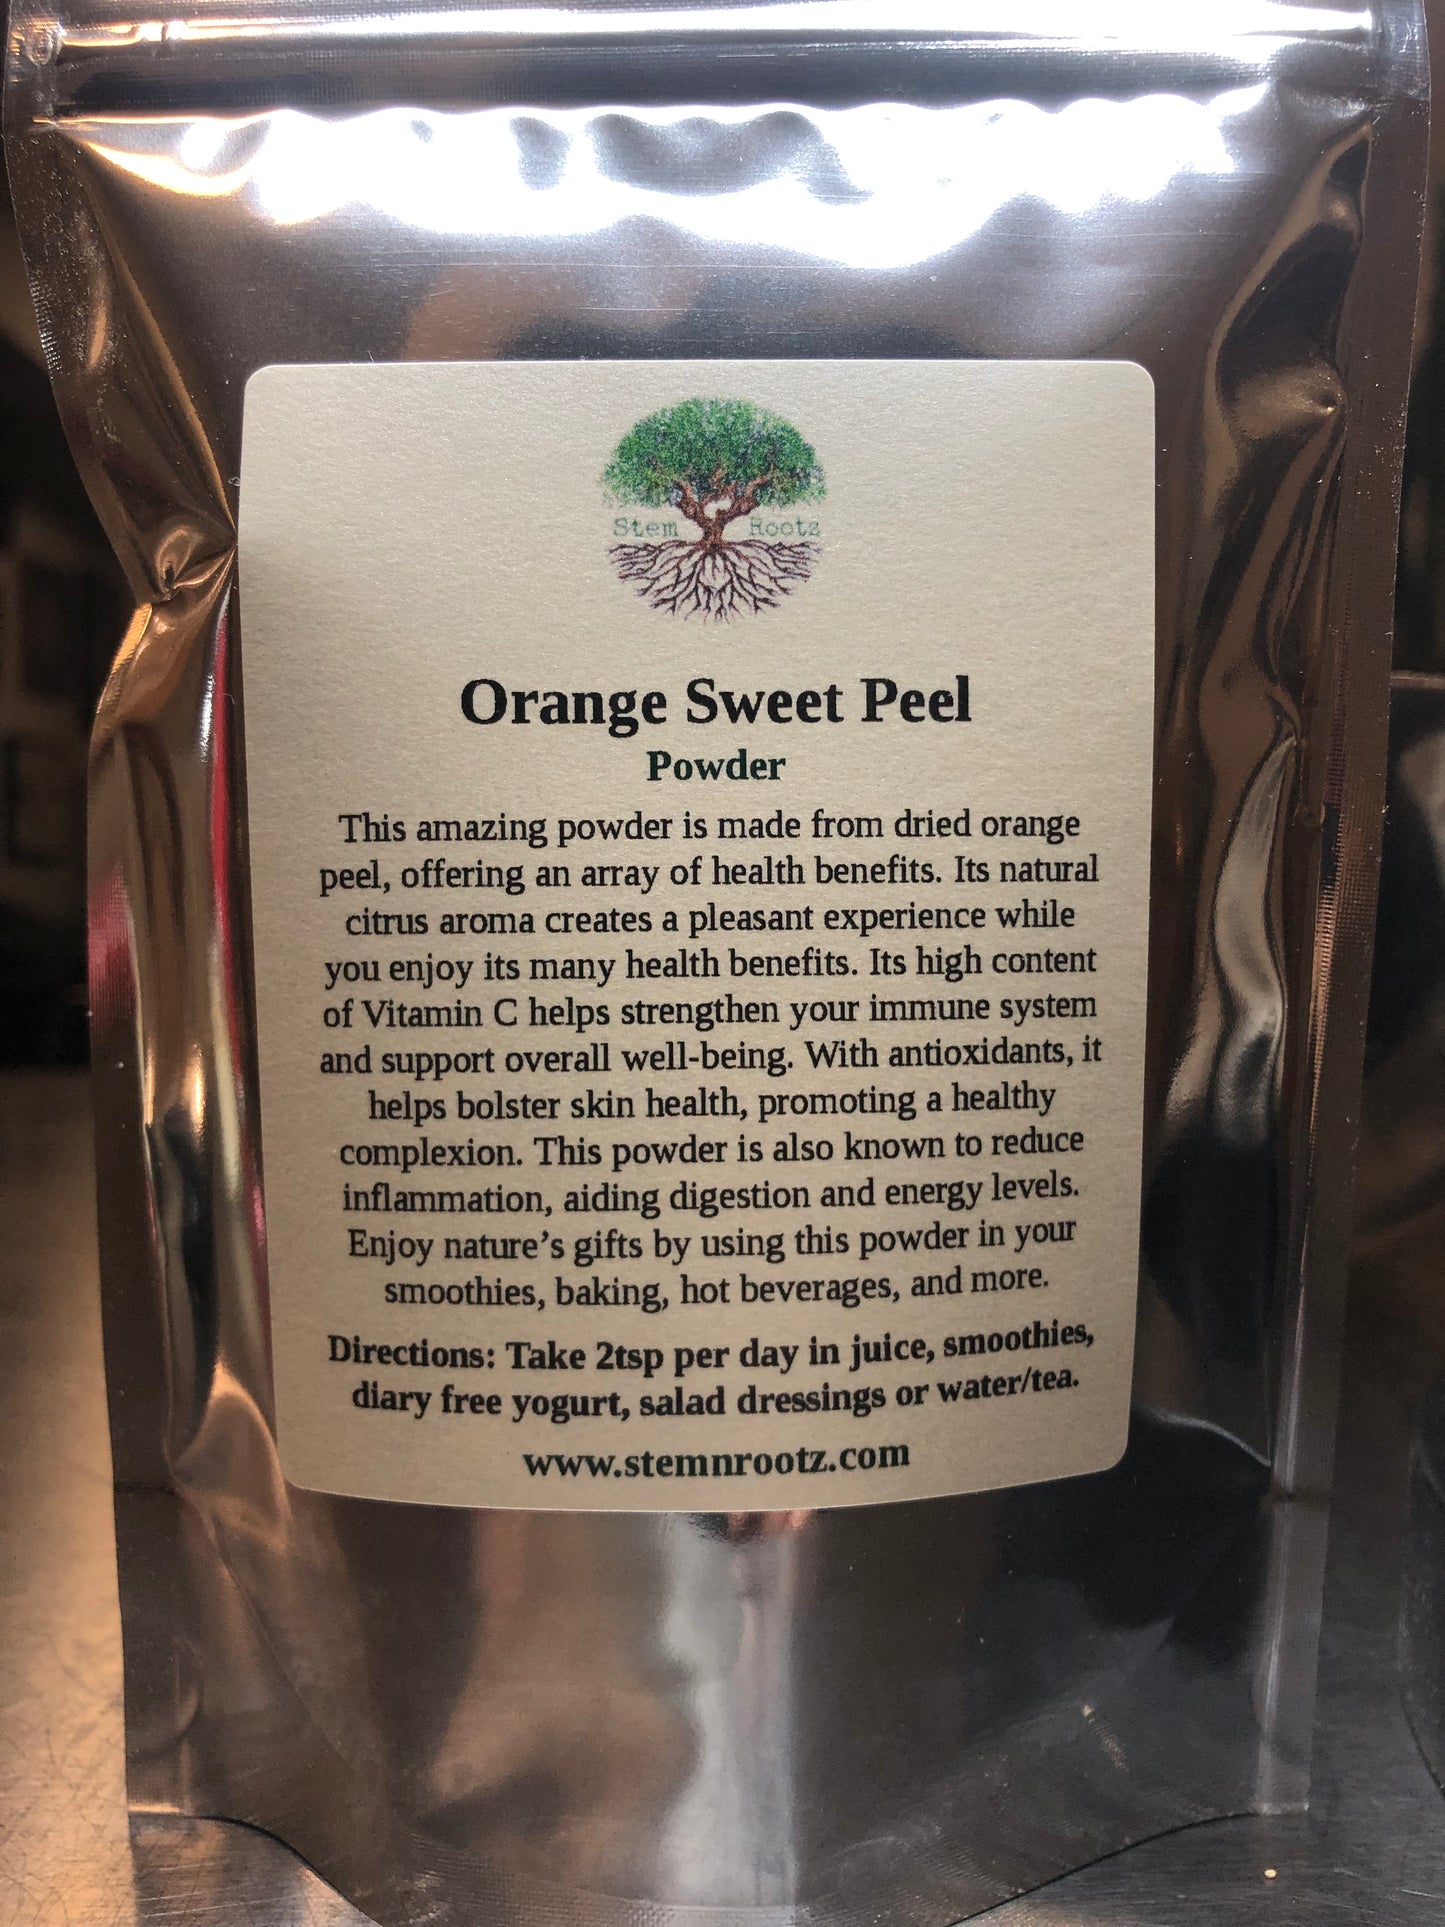 Stem Rootz
Orange Sweet Peel
Powder
This amazing powder is made from dried orange
peel, offering an array of health benefits. Its natural
citrus aroma creates a pleasant experience while
you enjoy its many health benefits. Its high content
of Vitamin C helps strengthen your immune system
and support overall well-being. With antioxidants, it
helps bolster skin health, promoting a healthy
complexion. This powder is also known to reduce
inflammation, aiding digestion and energy levels.
Enjoy nature’s gifts by using this powder in your
smoothies, baking, hot beverages, and more.
Directions: Take 2tsp per day in juice, smoothies,
diary free yogurt, salad dressings or water/tea.
www.stemnrootz.com